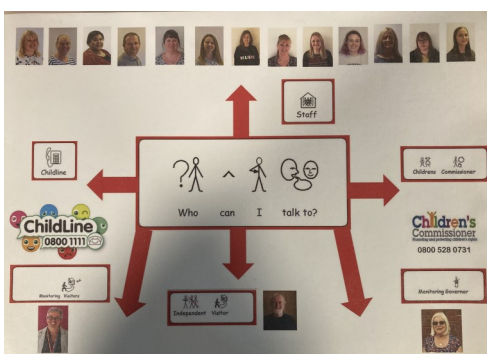 Staff
Childline
Childrens Commissioner
?
Who can I talk to?
ChildLine
0800 1111
Children's
Commissioner
0800 528 0731
Monitoring Visitors
Independent Visitor
Monitoring Governor